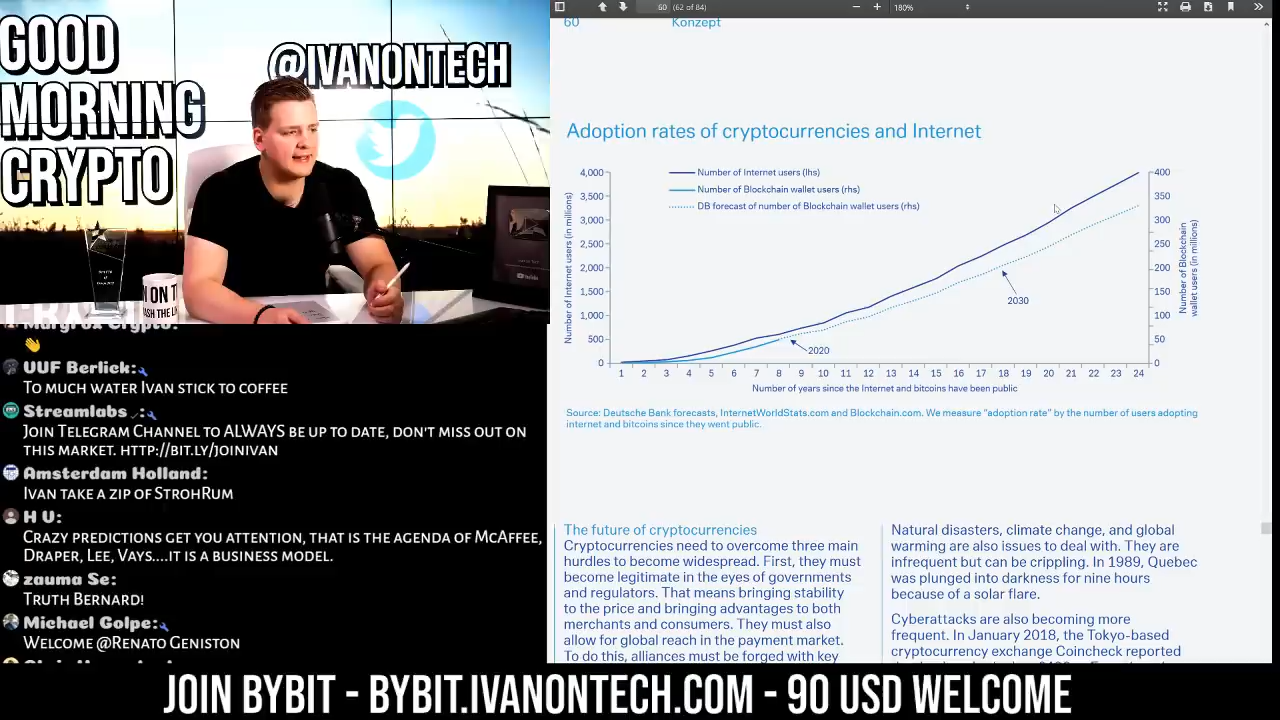 GOOD
MORNING
CRYPTO
@IVANONTECH
60 (62 of 84)
180%
60 Konzept
Adoption rates of cryptocurrencies and Internet
Number of Internet users (lhs)
Number of Blockchain wallet users (rhs)
DB forecast of number of Blockchain wallet users (rhs)
Number of Internet users (in millions)
4,000
3,500
3,000
2,500
2,000
1,500
1,000
500
0
400
350
300
250
200
150
100
50
0
Number of Blockchain
wallet users (in millions)
2030
2020
1 2 3 4 5 6 7 8 9 10 11 12 13 14 15 16 17 18 19 20 21 22 23 24
Number of years since the Internet and bitcoins have been public
Source: Deutsche Bank forecasts, InternetWorldStats.com and Blockchain.com. We measure “adoption rate” by the number of users adopting
internet and bitcoins since they went public.
The future of cryptocurrencies
Cryptocurrencies need to overcome three main
hurdles to become widespread. First, they must
become legitimate in the eyes of governments
and regulators. That means bringing stability
to the price and bringing advantages to both
merchants and consumers. They must also
allow for global reach in the payment market.
To do this, alliances must be forged with key
Natural disasters, climate change, and global
warming are also issues to deal with. They are
infrequent but can be crippling. In 1989, Quebec
was plunged into darkness for nine hours
because of a solar flare.
Cyberattacks are also becoming more
frequent. In January 2018, the Tokyo-based
cryptocurrency exchange Coincheck reported
UUF Berlick:
To much water Ivan stick to coffee
Streamlabs :
Join Telegram Channel to ALWAYS be up to date, don't miss out on
this market. http://bit.ly/joinivan
Amsterdam Holland:
Ivan take a zip of StrohRum
H U:
Crazy predictions get you attention, that is the agenda of McAffee,
Draper, Lee, Vays....it is a business model.
zauma Se:
Truth Bernard!
Michael Golpe:
Welcome @Renato Geniston
JOIN BYBIT - BYBIT.IVANONTECH.COM - 90 USD WELCOME